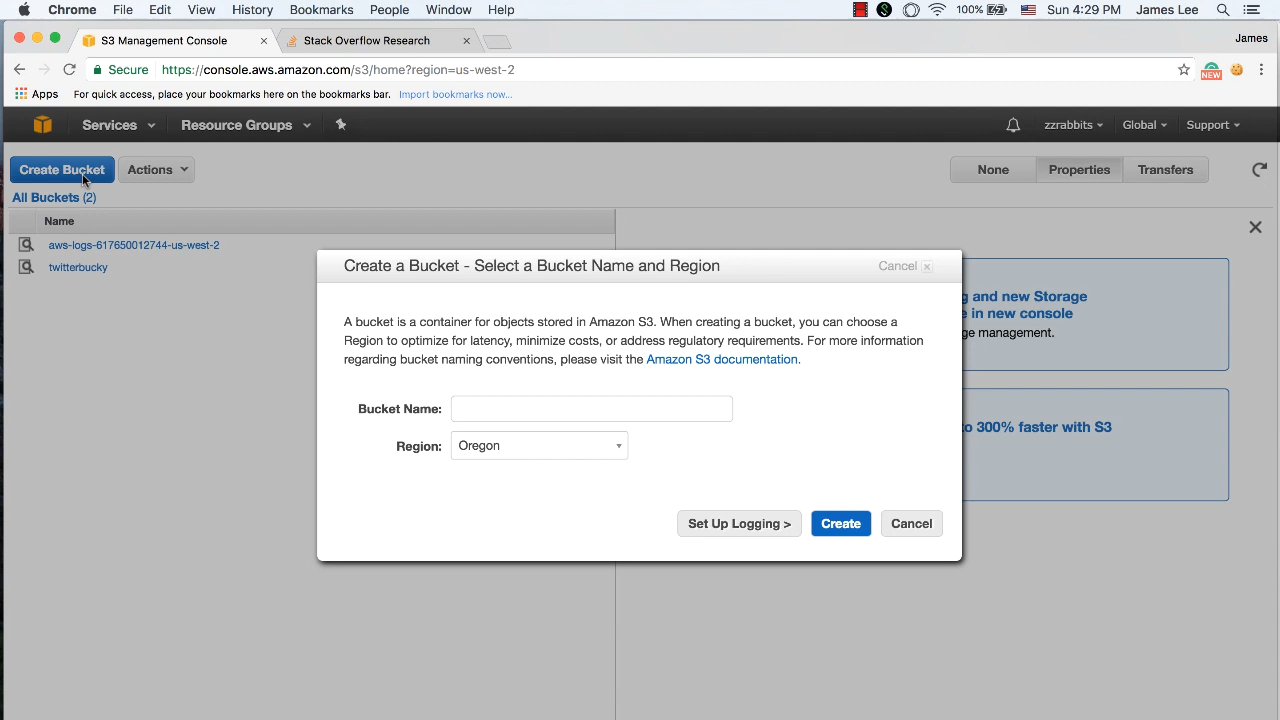 Chrome File Edit View History Bookmarks People Window Help 100% Sun 4:29 PM James Lee
S3 Management Console Stack Overflow Research James
Secure https://console.aws.amazon.com/s3/home?region=us-west-2 NEW
Apps For quick access, place your bookmarks here on the bookmarks bar. Import bookmarks now...
Services Resource Groups zzrabbits Global Support
Create Bucket Actions None Properties Transfers
All Buckets (2)
Name
aws-logs-617650012744-us-west-2
twitterbucky
Create a Bucket - Select a Bucket Name and Region Cancel x
g and new Storage
e in new console
ge management.
A bucket is a container for objects stored in Amazon S3. When creating a bucket, you can choose a
Region to optimize for latency, minimize costs, or address regulatory requirements. For more information
regarding bucket naming conventions, please visit the Amazon S3 documentation.
Bucket Name:
Region: Oregon
to 300% faster with S3
Set Up Logging > Create Cancel